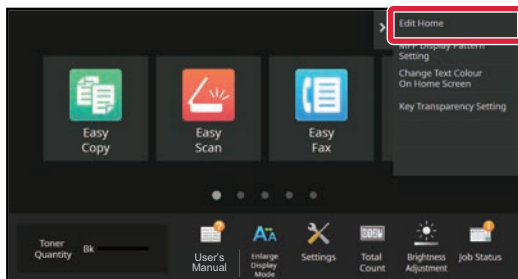 Edit Home
MFP Display Pattern
Setting
Change Text Colour
On Home Screen
Key Transparency Setting
Easy
Copy
Easy
Scan
Easy
Fax
Toner
Quantity
Bk
User's
Manual
Enlarge
Display
Mode
Settings
Total
Count
Brightness
Adjustment
Job Status